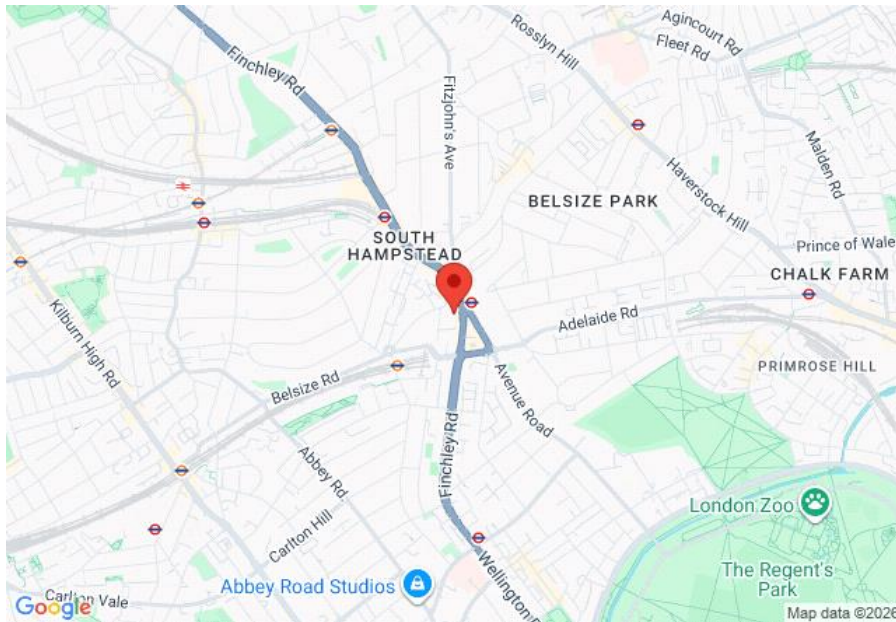 Agincourt Rd
Fleet Rd
Rosslyn Hill
Finchley Rd
Fitzjohn's Ave
Malden Rd
Haverstock Hill
BELSIZE PARK
SOUTH
HAMPSTEAD
Prince of Wale
CHALK FARM
Adelaide Rd
Kilburn High Rd
PRIMROSE HILL
Belsize Rd
Avenue Road
Abbey Rd
Finchley Rd
London Zoo
Carlton Hill
The Regent's
Park
Abbey Road Studios
Wellington
Carlton Vale
Google
Map data ©2026